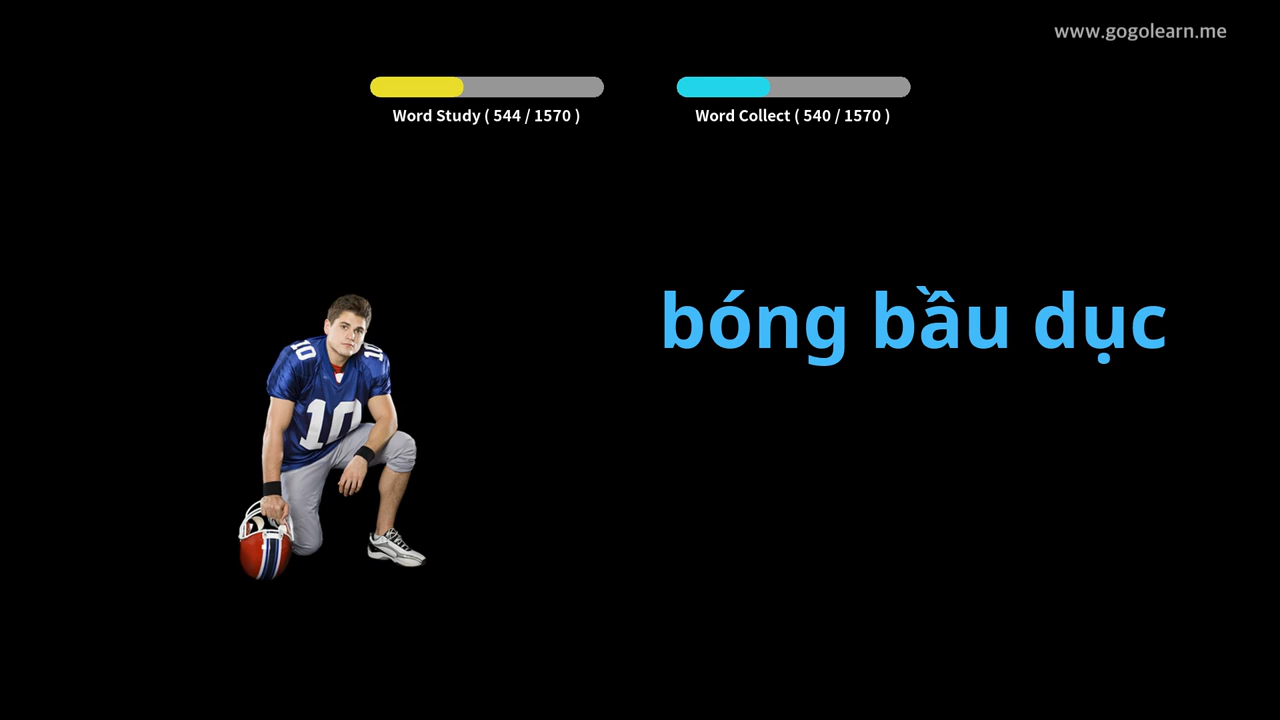 www.gogolearn.me
Word Study ( 544 / 1570 )
Word Collect ( 540 / 1570 )
bóng bầu dục
10
10
10